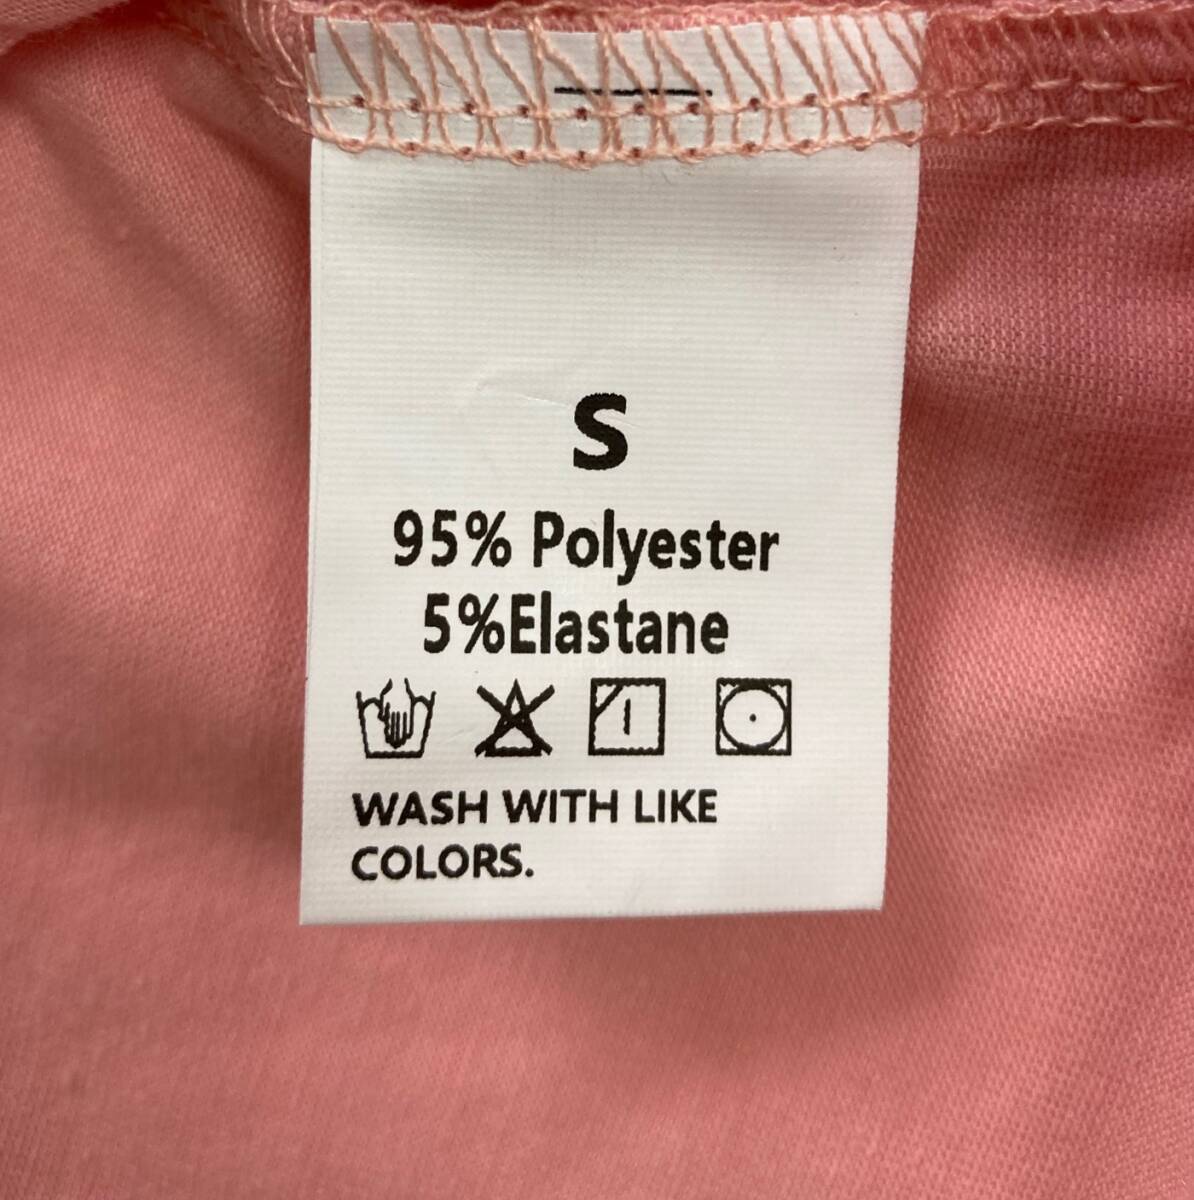 S
95% Polyester
5%Elastane
WASH WITH LIKE
COLORS.